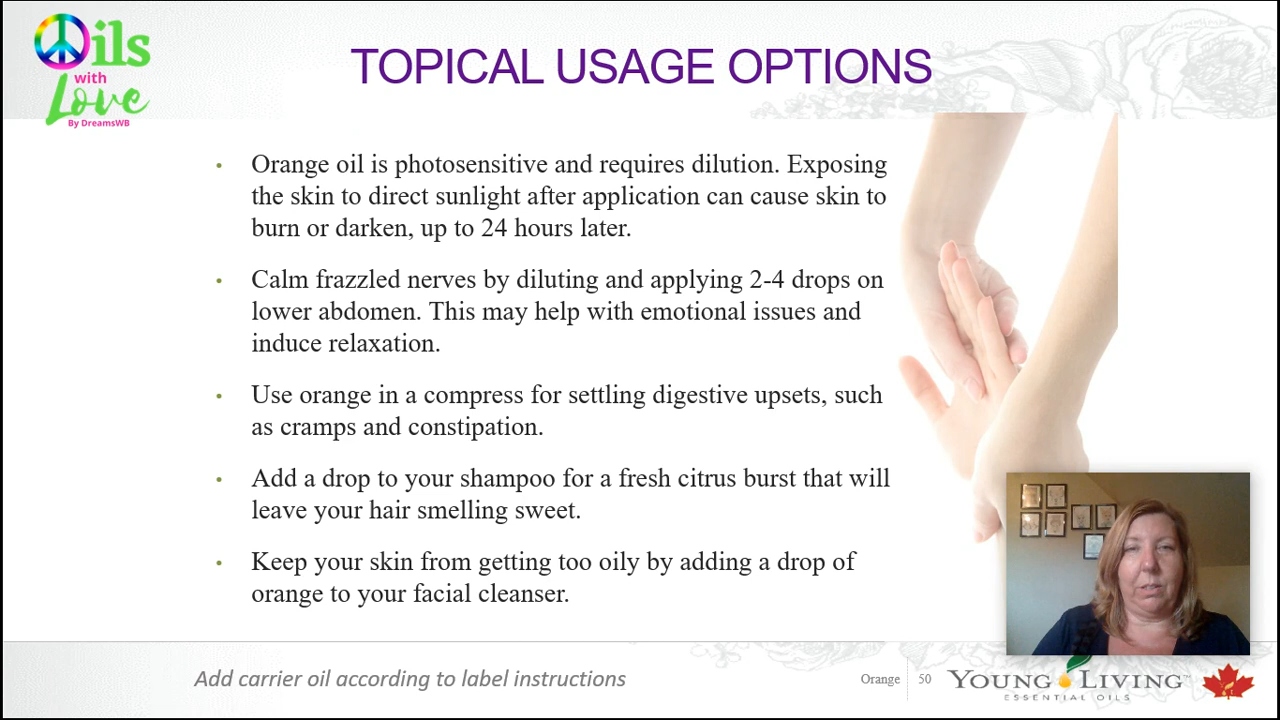 Oils
with
Love
By DreamsWB
TOPICAL USAGE OPTIONS
• Orange oil is photosensitive and requires dilution. Exposing
the skin to direct sunlight after application can cause skin to
burn or darken, up to 24 hours later.
• Calm frazzled nerves by diluting and applying 2-4 drops on
lower abdomen. This may help with emotional issues and
induce relaxation.
• Use orange in a compress for settling digestive upsets, such
as cramps and constipation.
• Add a drop to your shampoo for a fresh citrus burst that will
leave your hair smelling sweet.
• Keep your skin from getting too oily by adding a drop of
orange to your facial cleanser.
Add carrier oil according to label instructions
Orange 50
YOUNG LIVING™
ESSENTIAL OILS